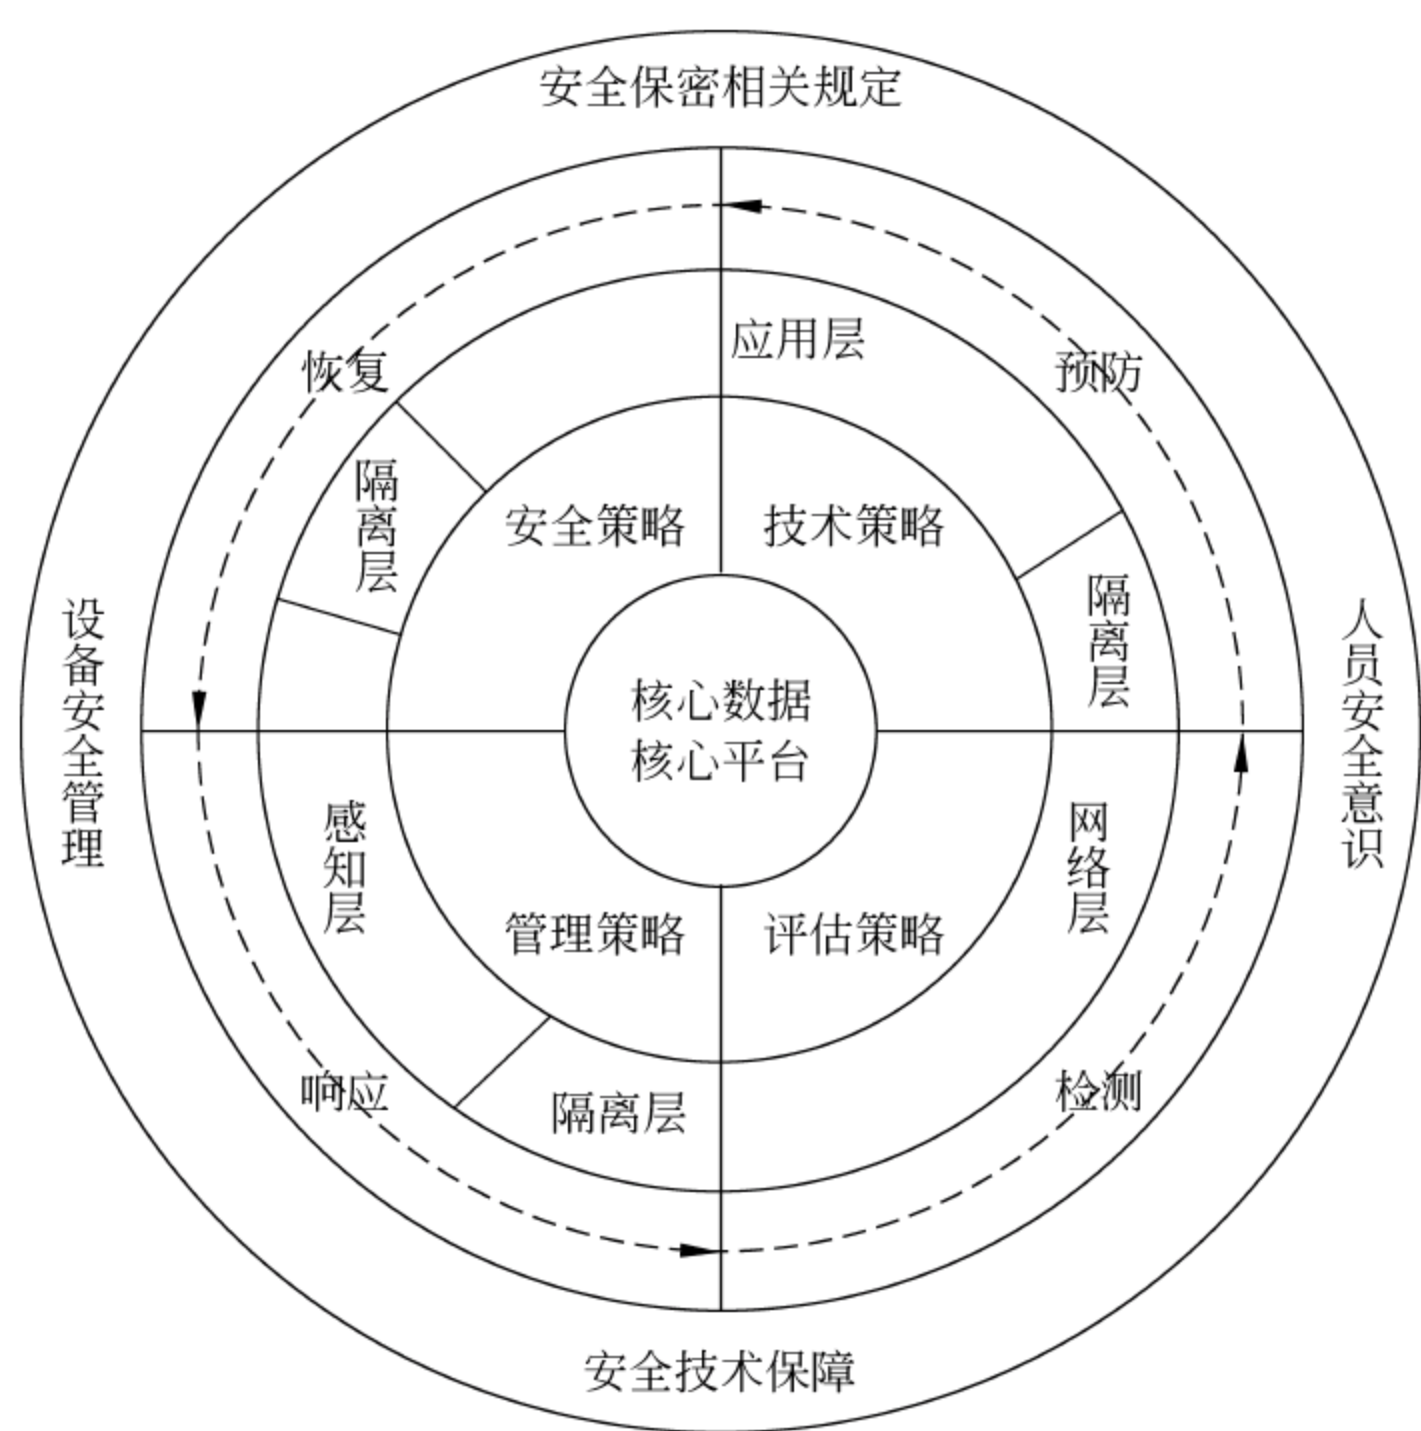 安全保密相关规定
应用层
恢复
预防
隔离层
安全策略
技术策略
隔离层
设备安全管理
人员安全意识
核心数据
核心平台
感知层
网络层
管理策略
评估策略
响应
隔离层
检测
安全技术保障